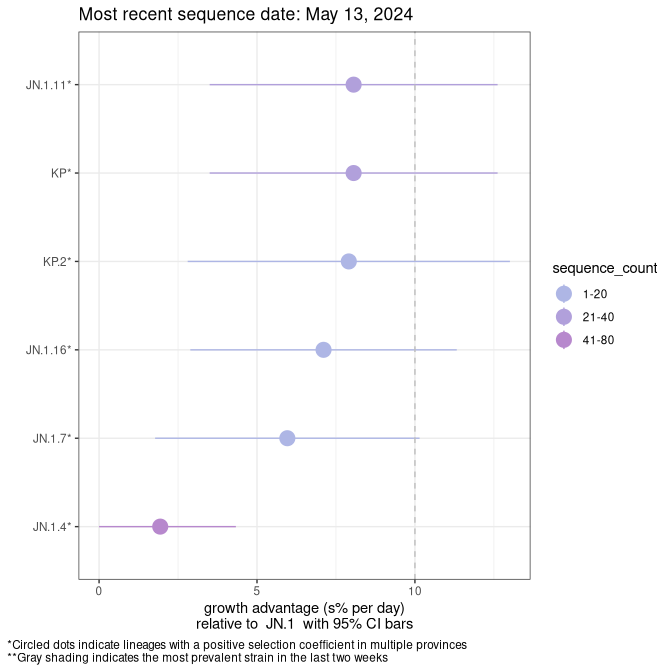 Most recent sequence date: May 13, 2024
JN.1.11*
KP*
KP.2*
JN.1.16*
JN.1.7*
JN.1.4*
0 5 10
growth advantage (s% per day)
relative to  JN.1  with 95% CI bars
sequence_count
1-20
21-40
41-80
*Circled dots indicate lineages with a positive selection coefficient in multiple provinces
**Gray shading indicates the most prevalent strain in the last two weeks